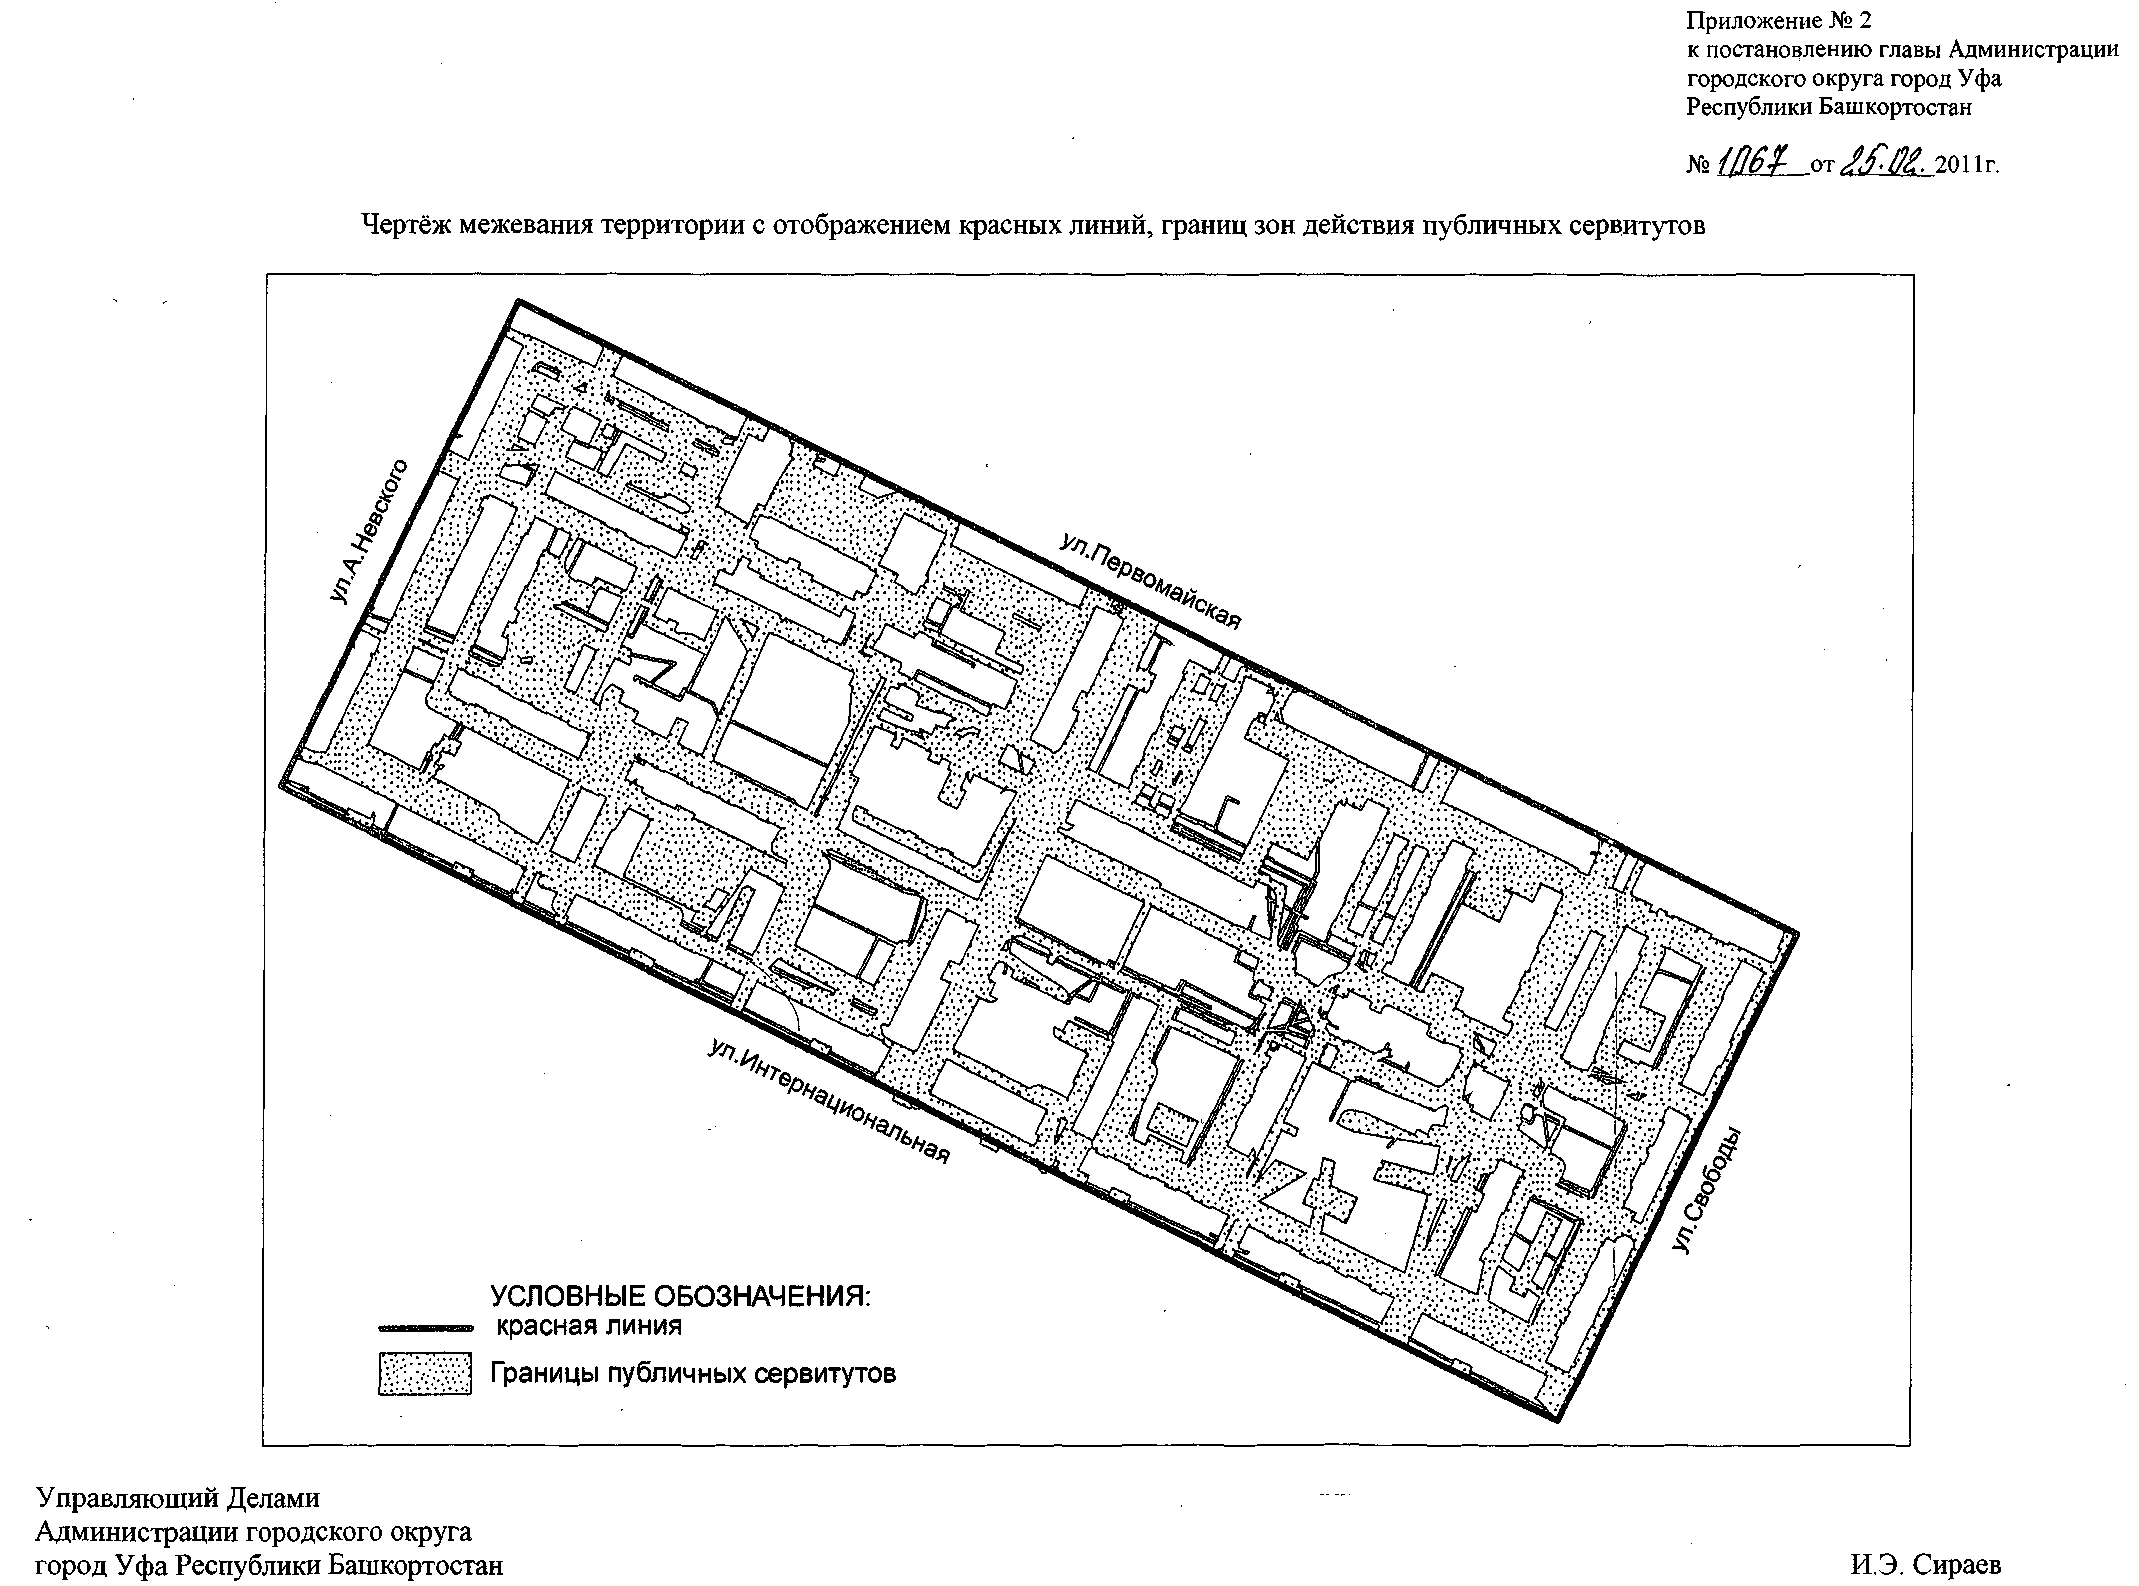 Приложение № 2
к постановлению главы Администрации
городского округа город Уфа
Республики Башкортостан
№ 1067 от 25.02. 2011г.
Чертёж межевания территории с отображением красных линий, границ зон действия публичных сервитутов
ул.А.Невского
ул.Первомайская
ул.Интернациональная
ул.Свободы
УСЛОВНЫЕ ОБОЗНАЧЕНИЯ:
красная линия
Границы публичных сервитутов
Управляющий Делами
Администрации городского округа
город Уфа Республики Башкортостан
И.Э. Сираев